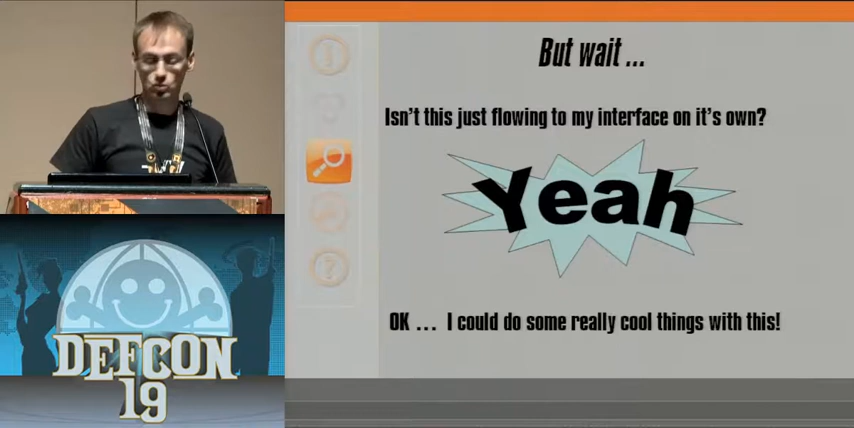 But wait ...
Isn't this just flowing to my interface on it's own?
Yeah
OK ... I could do some really cool things with this!
DEFCON
19